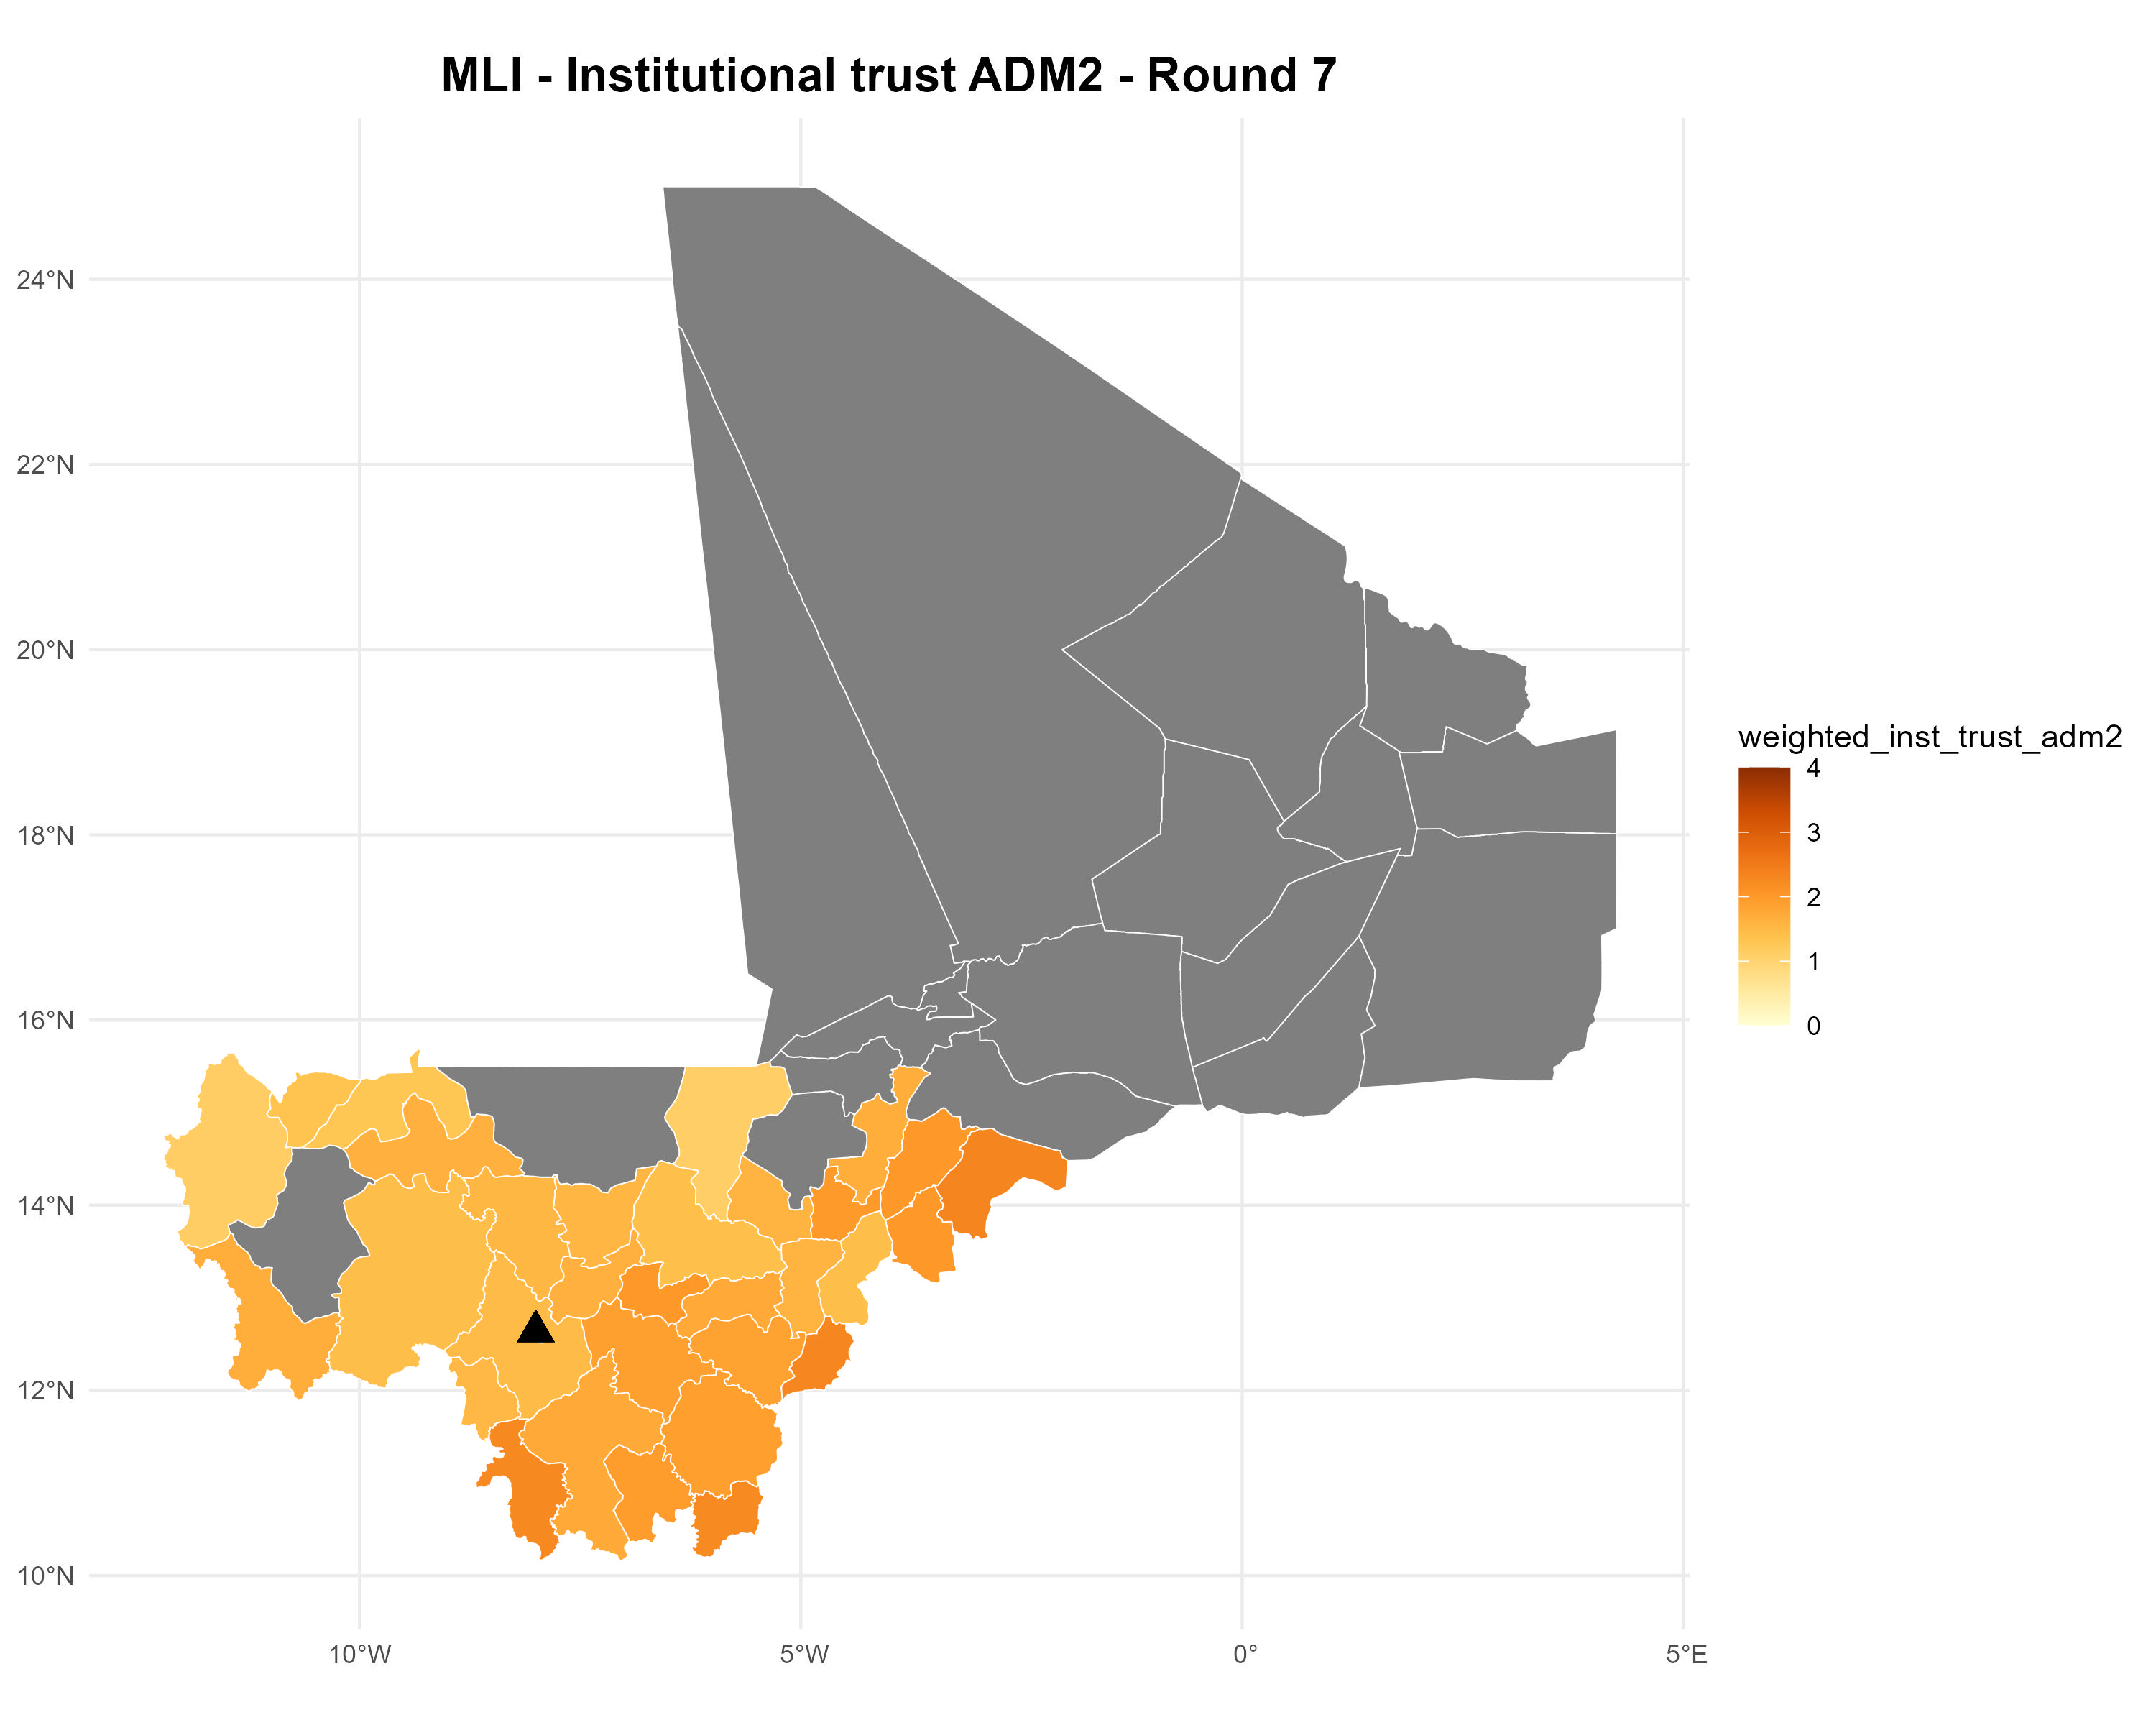 MLI - Institutional trust ADM2 - Round 7
24°N
22°N
20°N
18°N
16°N
14°N
12°N
10°N
10°W
5°W
0°
5°E
weighted_inst_trust_adm2
4
3
2
1
0